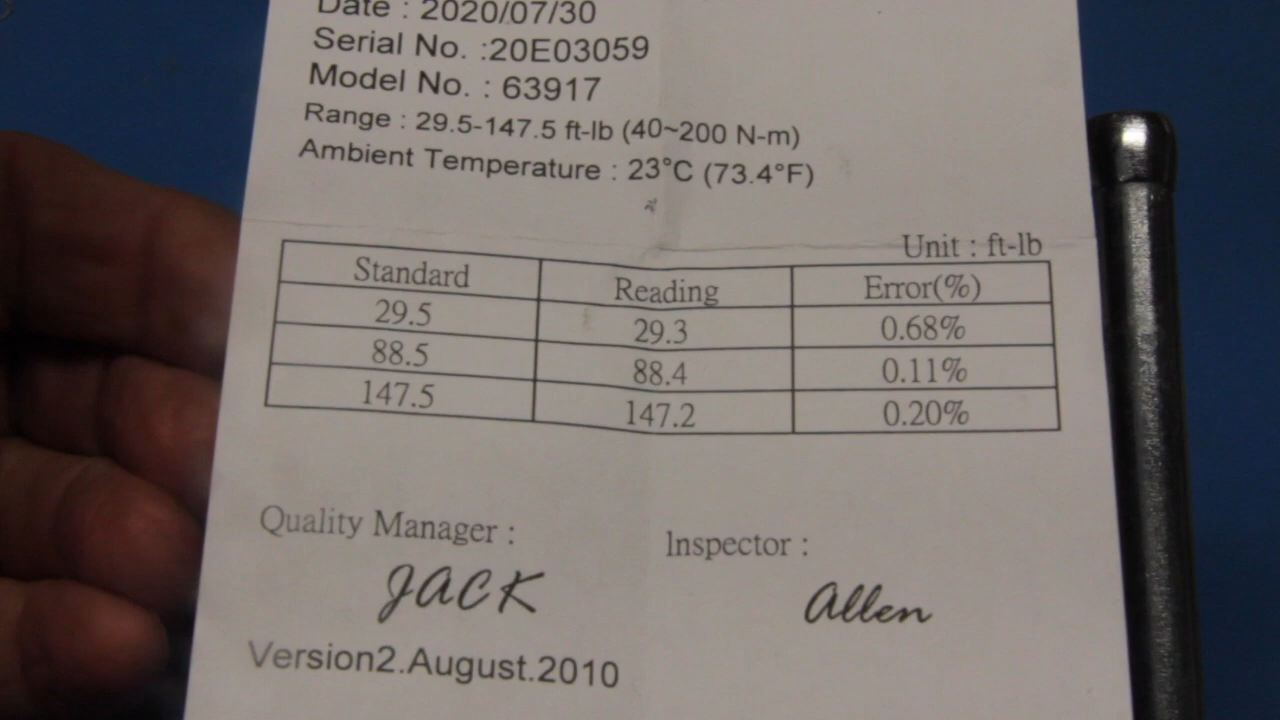 Date : 2020/07/30
Serial No. :20E03059
Model No. : 63917
Range : 29.5-147.5 ft-lb (40~200 N-m)
Ambient Temperature : 23°C (73.4°F)
Unit : ft-lb
Standard Reading Error(%)
29.5 29.3 0.68%
88.5 88.4 0.11%
147.5 147.2 0.20%
Quality Manager : Inspector :
JACK Allen
Version2.August.2010